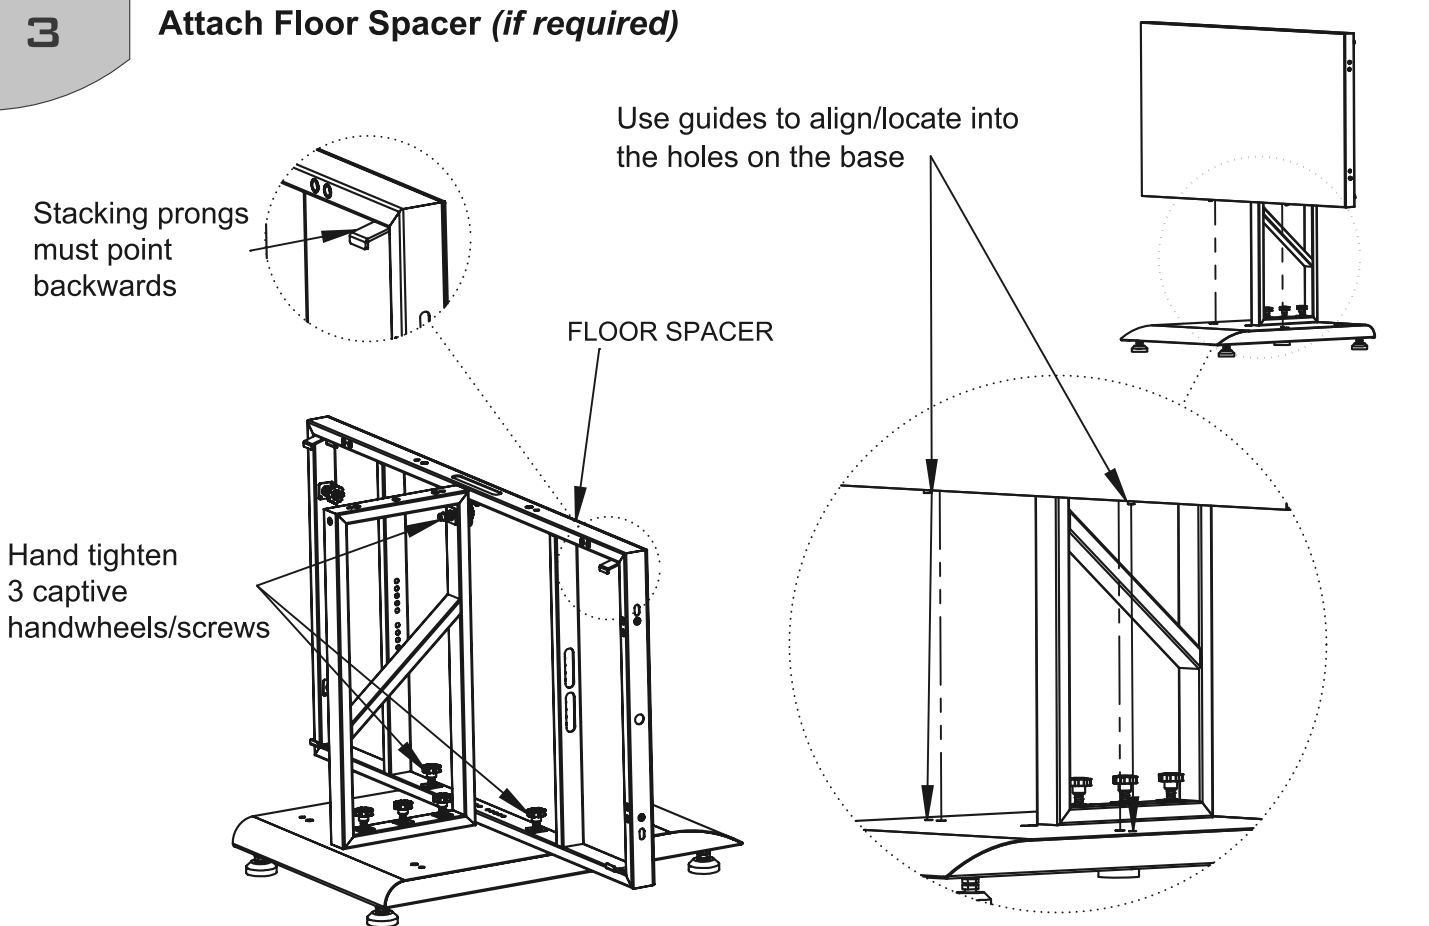 3
Attach Floor Spacer (if required)
Use guides to align/locate into
the holes on the base
Stacking prongs
must point
backwards
FLOOR SPACER
Hand tighten
3 captive
handwheels/screws